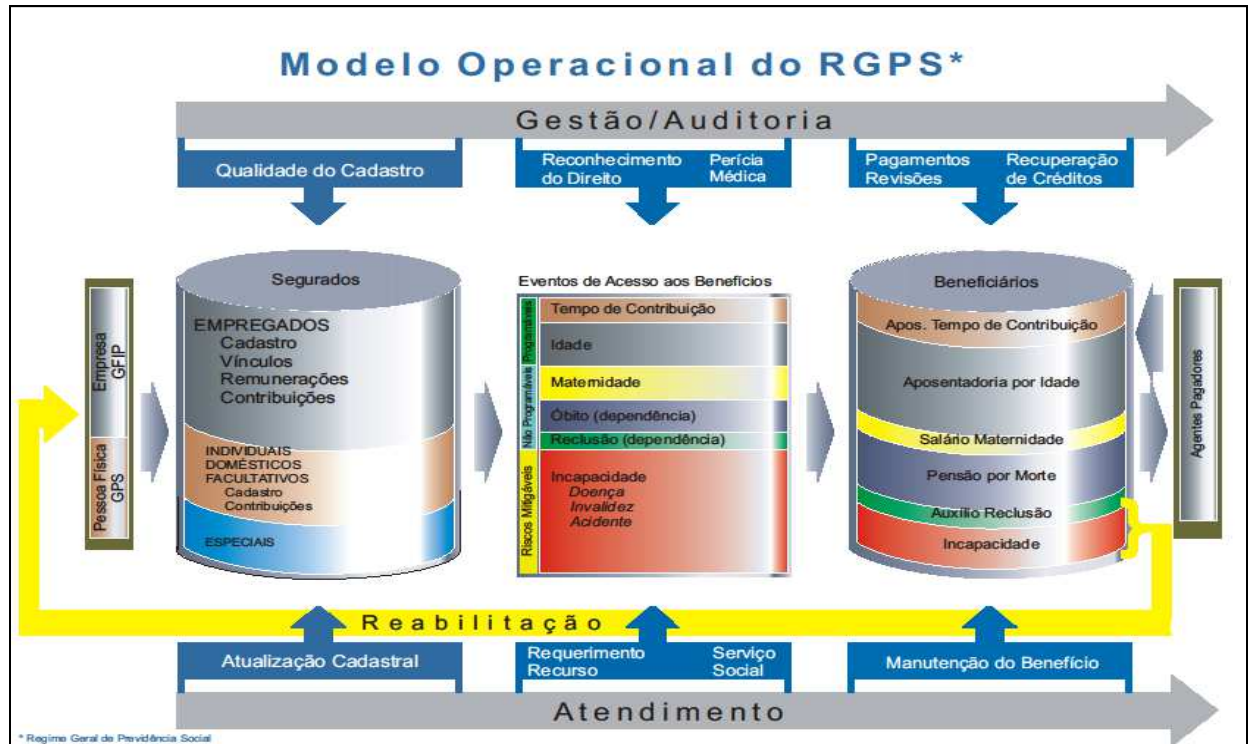 Modelo Operacional do RGPS*
Gestão/Auditoria
Qualidade do Cadastro
Reconhecimento
do Direito
Perícia
Médica
Pagamentos
Revisões
Recuperação
de Créditos
Empresa
GFIP
Pessoa Física
GPS
Segurados
EMPREGADOS
Cadastro
Vínculos
Remunerações
Contribuições
INDIVIDUAIS
DOMÉSTICOS
FACULTATIVOS
Cadastro
Contribuições
ESPECIAIS
Eventos de Acesso aos Benefícios
Programáveis
Não Programáveis
Riscos Mitigáveis
Tempo de Contribuição
Idade
Maternidade
Óbito (dependência)
Reclusão (dependência)
Incapacidade
Doença
Invalidez
Acidente
Beneficiários
Apos. Tempo de Contribuição
Aposentadoria por Idade
Salário Maternidade
Pensão por Morte
Auxílio Reclusão
Incapacidade
Agentes Pagadores
Reabilitação
Atualização Cadastral
Requerimento
Recurso
Serviço
Social
Manutenção do Benefício
Atendimento
* Regime Geral de Previdência Social